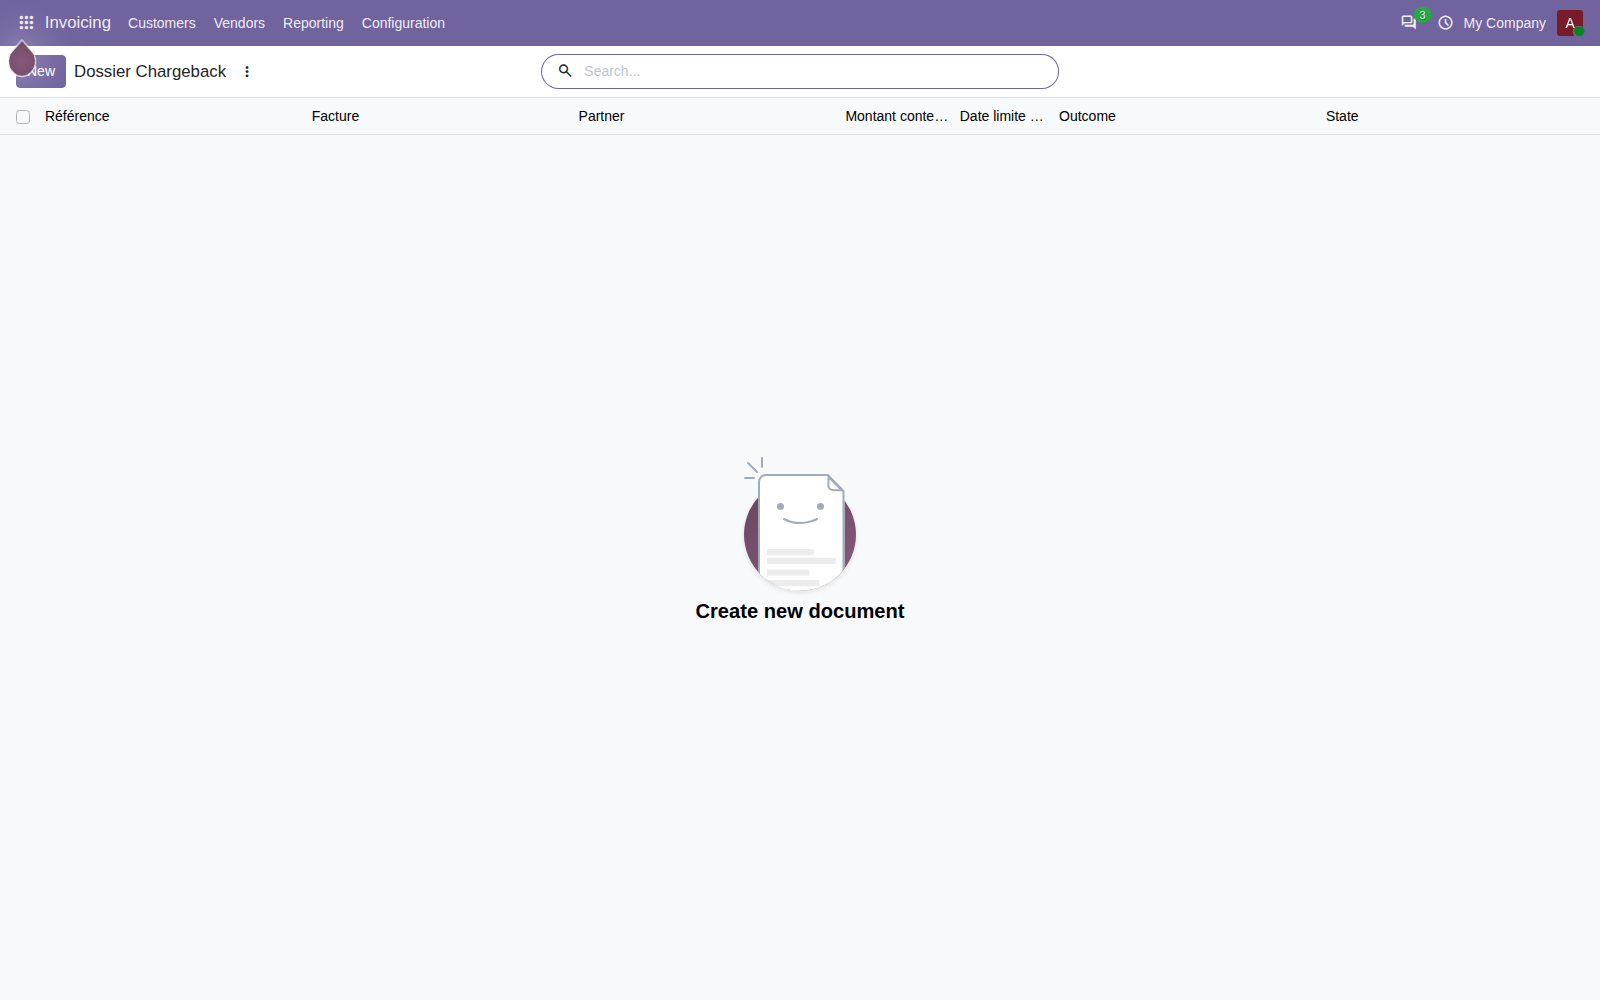 Invoicing Customers Vendors Reporting Configuration 3 My Company A
New Dossier Chargeback Search...
Référence Facture Partner Montant conte… Date limite … Outcome State
Create new document